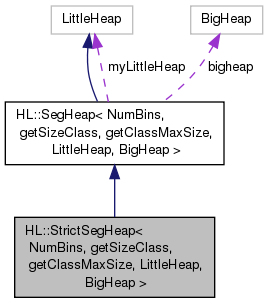 LittleHeap
BigHeap
myLittleHeap
bigheap
HL::SegHeap< NumBins,
getSizeClass, getClassMaxSize,
LittleHeap, BigHeap >
HL::StrictSegHeap<
NumBins, getSizeClass,
getClassMaxSize, LittleHeap,
BigHeap >